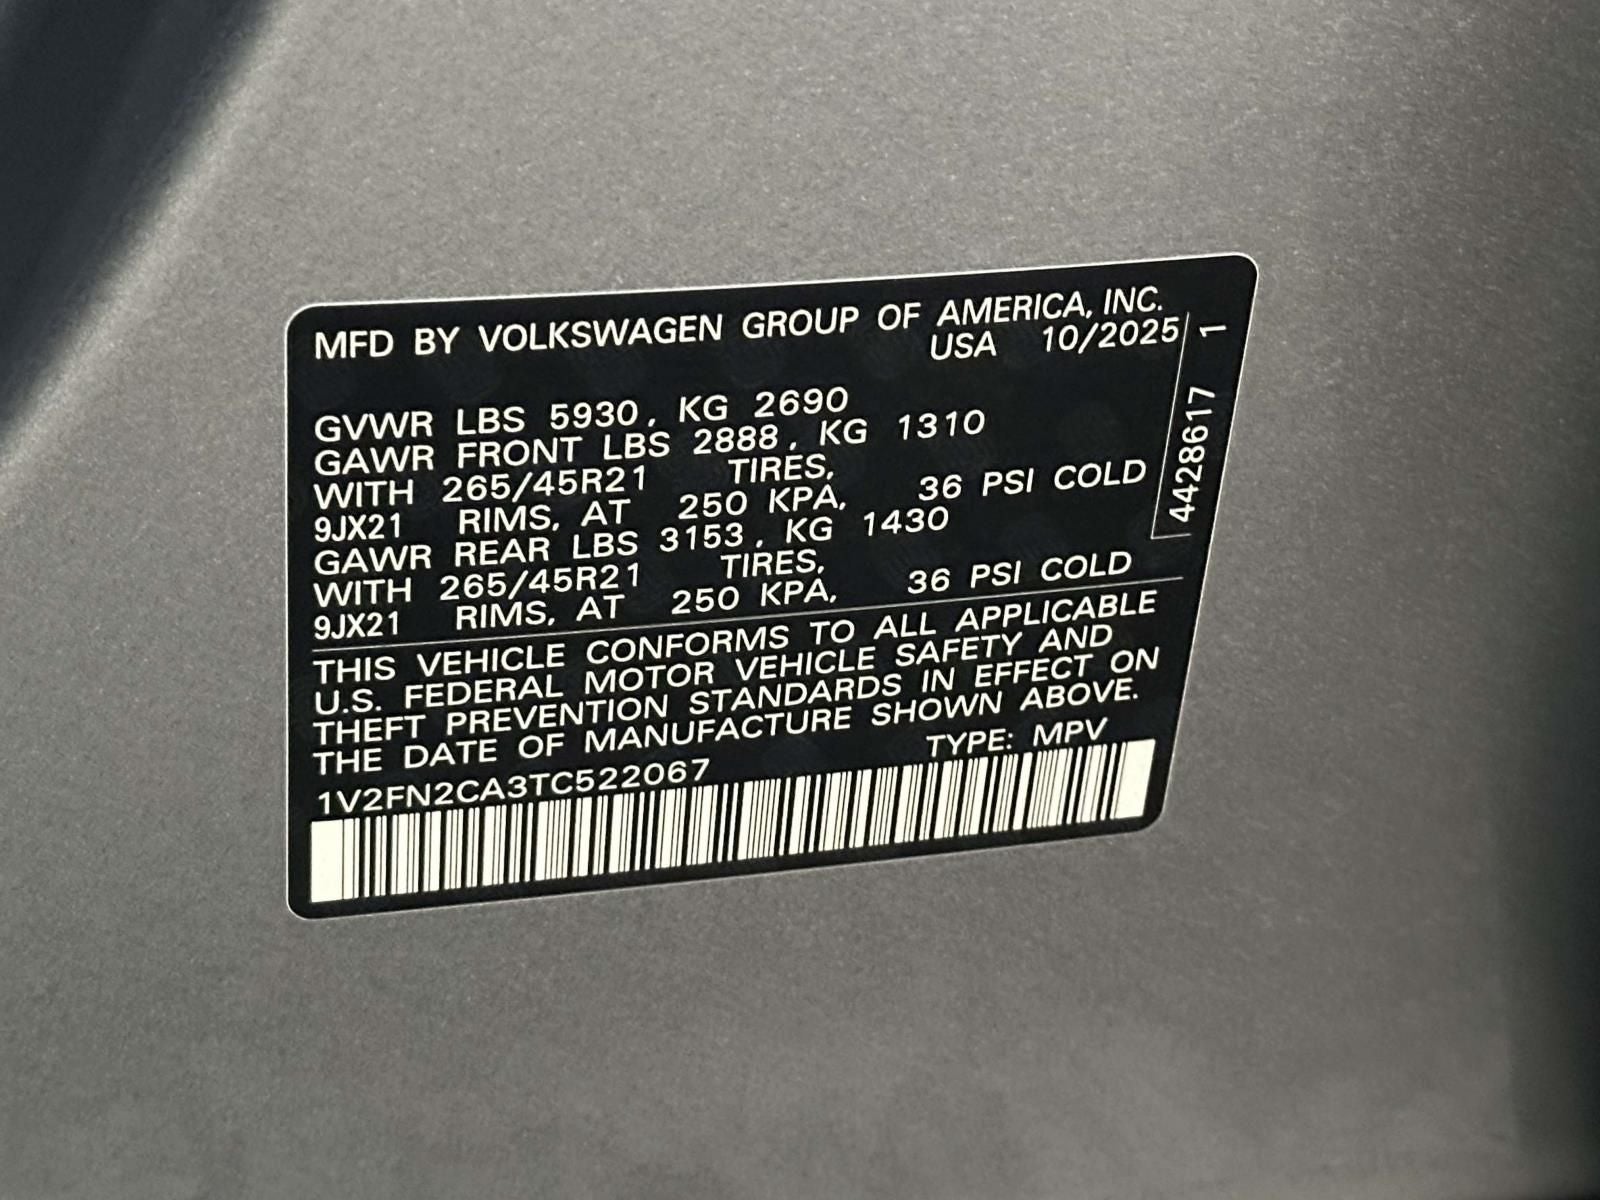 MFD BY VOLKSWAGEN GROUP OF AMERICA, INC.
USA 10/2025
GVWR LBS 5930, KG 2690
GAWR FRONT LBS 2888, KG 1310
WITH 265/45R21 TIRES,
9JX21 RIMS, AT 250 KPA, 36 PSI COLD
GAWR REAR LBS 3153, KG 1430
WITH 265/45R21 TIRES,
9JX21 RIMS, AT 250 KPA, 36 PSI COLD
THIS VEHICLE CONFORMS TO ALL APPLICABLE
U.S. FEDERAL MOTOR VEHICLE SAFETY AND
THEFT PREVENTION STANDARDS IN EFFECT ON
THE DATE OF MANUFACTURE SHOWN ABOVE.
1V2FN2CA3TC522067 TYPE: MPV
4428617 1